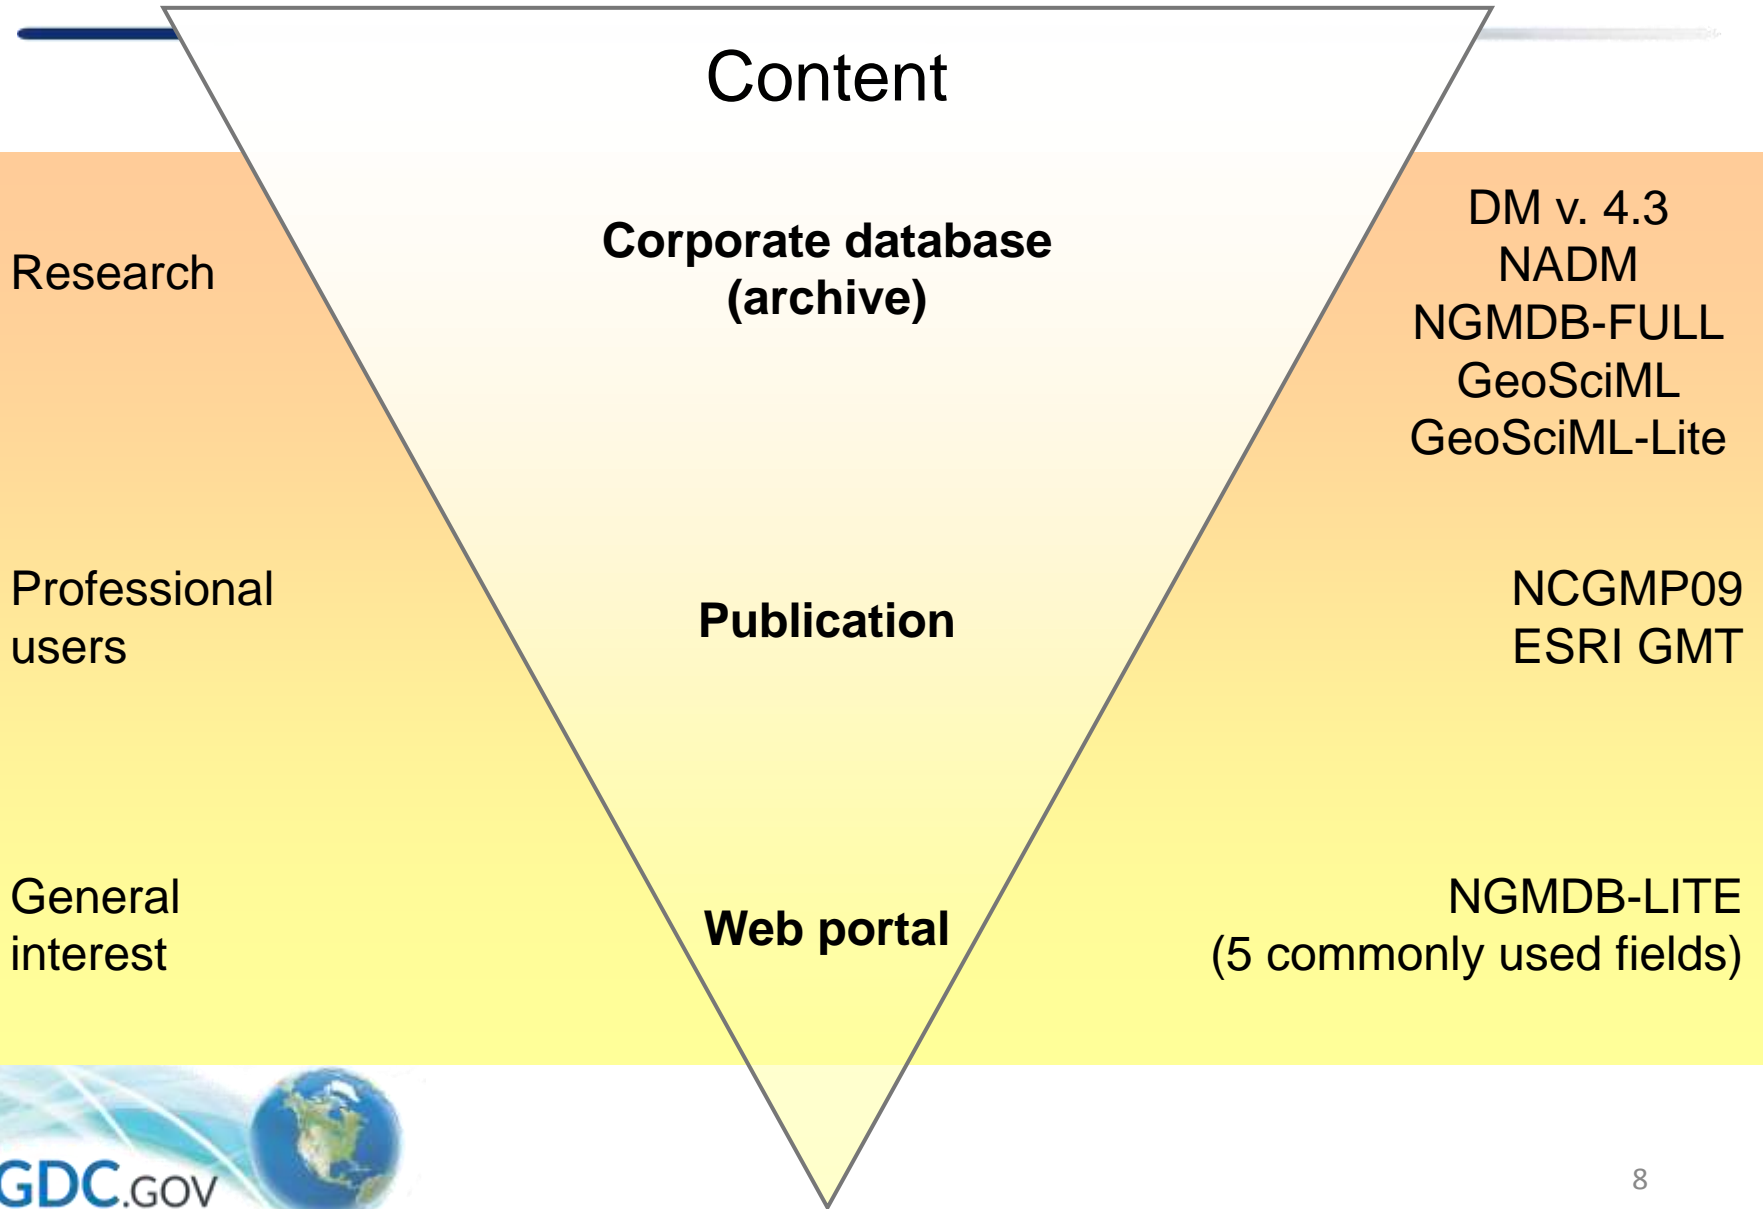 Content
Research
Corporate database
(archive)
DM v. 4.3
NADM
NGMDB-FULL
GeoSciML
GeoSciML-Lite
Professional
users
Publication
NCGMP09
ESRI GMT
General
interest
Web portal
NGMDB-LITE
(5 commonly used fields)
GDC.GOV
8